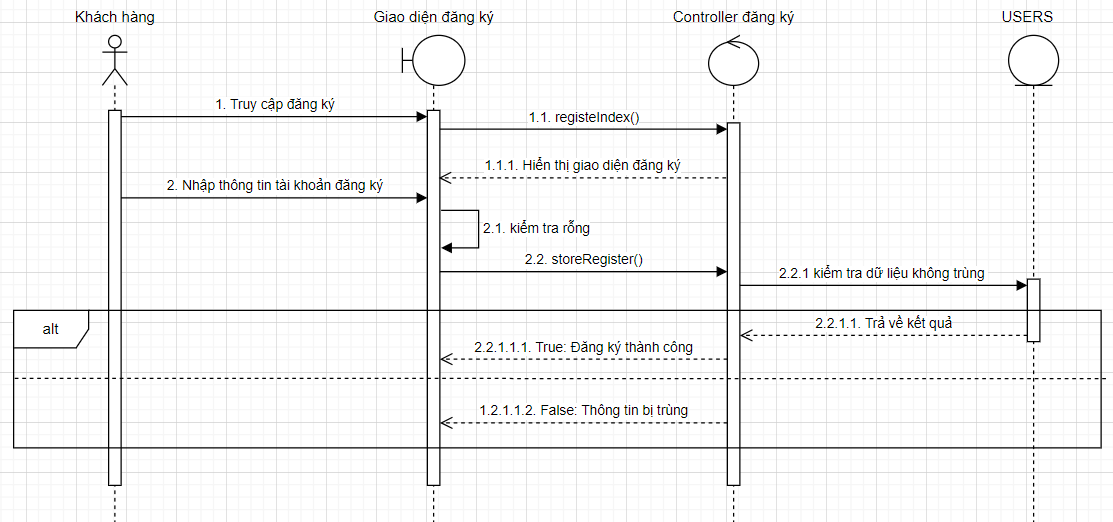 Khách hàng
Giao diện đăng ký
Controller đăng ký
USERS
1. Truy cập đăng ký
1.1. registeIndex()
1.1.1. Hiển thị giao diện đăng ký
2. Nhập thông tin tài khoản đăng ký
2.1. kiểm tra rỗng
2.2. storeRegister()
2.2.1 kiểm tra dữ liệu không trùng
alt
2.2.1.1. Trả về kết quả
2.2.1.1.1. True: Đăng ký thành công
1.2.1.1.2. False: Thông tin bị trùng